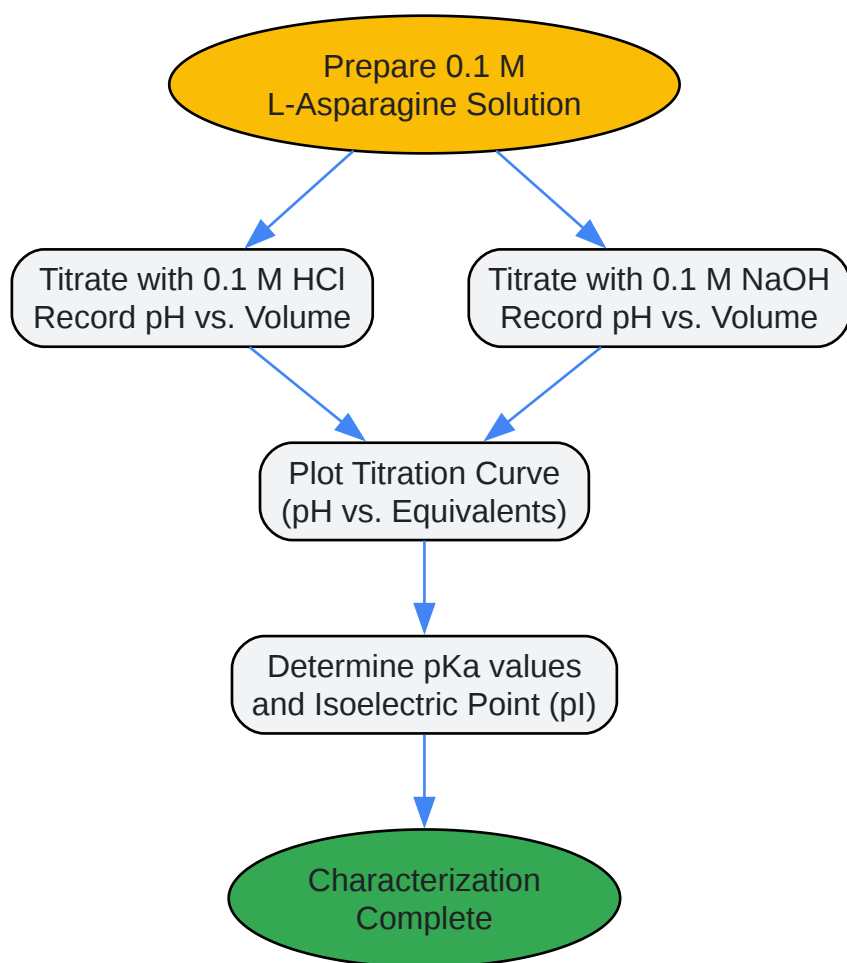 Prepare 0.1 M
L-Asparagine Solution
Titrate with 0.1 M HCl
Record pH vs. Volume
Titrate with 0.1 M NaOH
Record pH vs. Volume
Plot Titration Curve
(pH vs. Equivalents)
Determine pKa values
and Isoelectric Point (pI)
Characterization
Complete